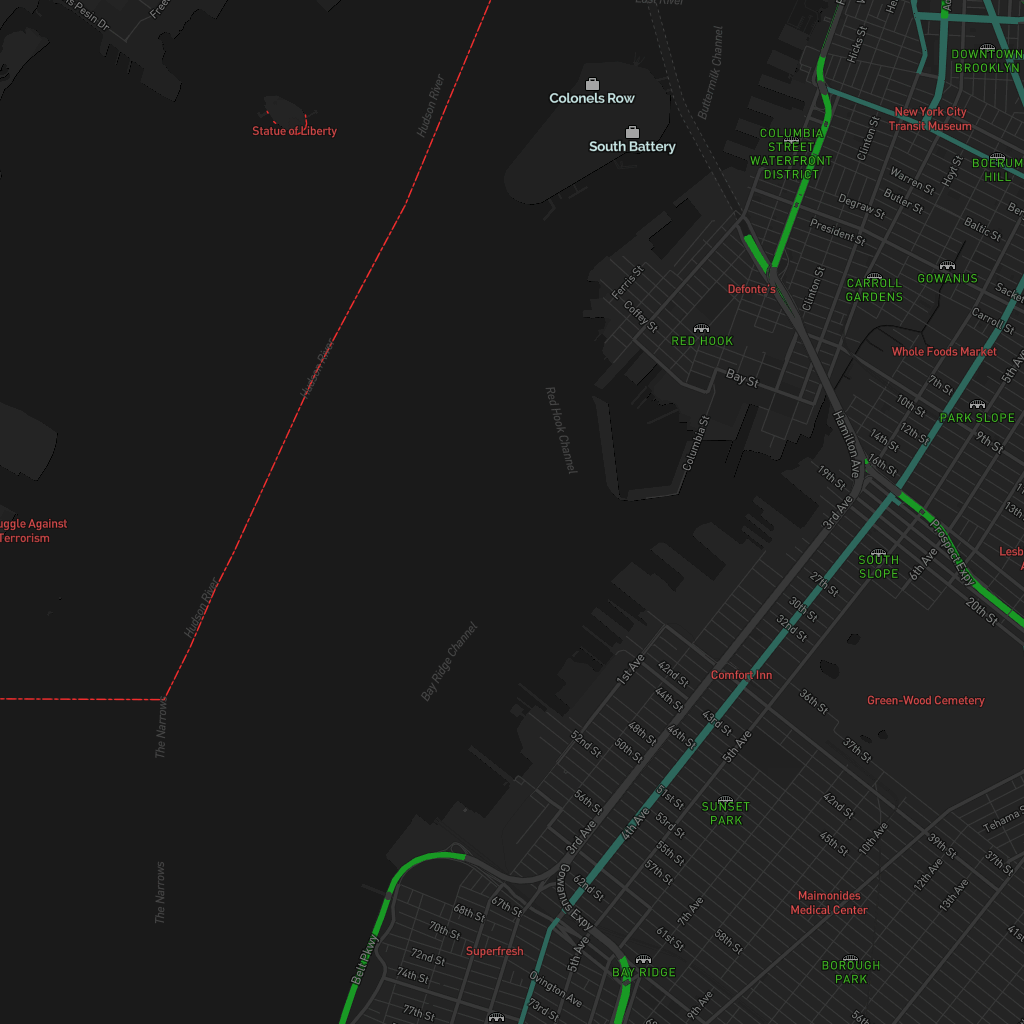 Pesin Dr
East River
Hicks St
DOWNTOWN
BROOKLYN
Hudson River
Buttermilk Channel
Colonels Row
New York City
Transit Museum
Statue of Liberty
South Battery
COLUMBIA
STREET
WATERFRONT
DISTRICT
Clinton St
BOERUM
HILL
Hoyt St
Warren St
Butler St
Degraw St
President St
Baltic St
Ferris St
Coffey St
Defonte's
Clinton St
CARROLL
GARDENS
GOWANUS
Carroll St
RED HOOK
Whole Foods Market
Hudson River
5th Ave
Bay St
7th St
10th St
PARK SLOPE
Red Hook Channel
Columbia St
Hamilton Ave
12th St
14th St
9th St
16th St
19th St
3rd Ave
Against
Terrorism
Prospect Expy
SOUTH
SLOPE
6th Ave
27th St
Hudson River
30th St
32nd St
20th St
Bay Ridge Channel
1st Ave
42nd St
Comfort Inn
44th St
36th St
Green-Wood Cemetery
The Narrows
43rd St
48th St
46th St
50th St
52nd St
5th Ave
37th St
56th St
51st St
SUNSET
PARK
42nd St
Tehama St
53rd St
4th Ave
3rd Ave
55th St
45th St
10th Ave
39th St
37th St
57th St
12th Ave
13th Ave
The Narrows
62nd St
Gowanus Expy
67th St
68th St
7th Ave
Maimonides
Medical Center
70th St
61st St
58th St
Superfresh
Belt Pkwy
72nd St
5th Ave
74th St
BAY RIDGE
BOROUGH
PARK
Ovington Ave
77th St
73rd St
9th Ave